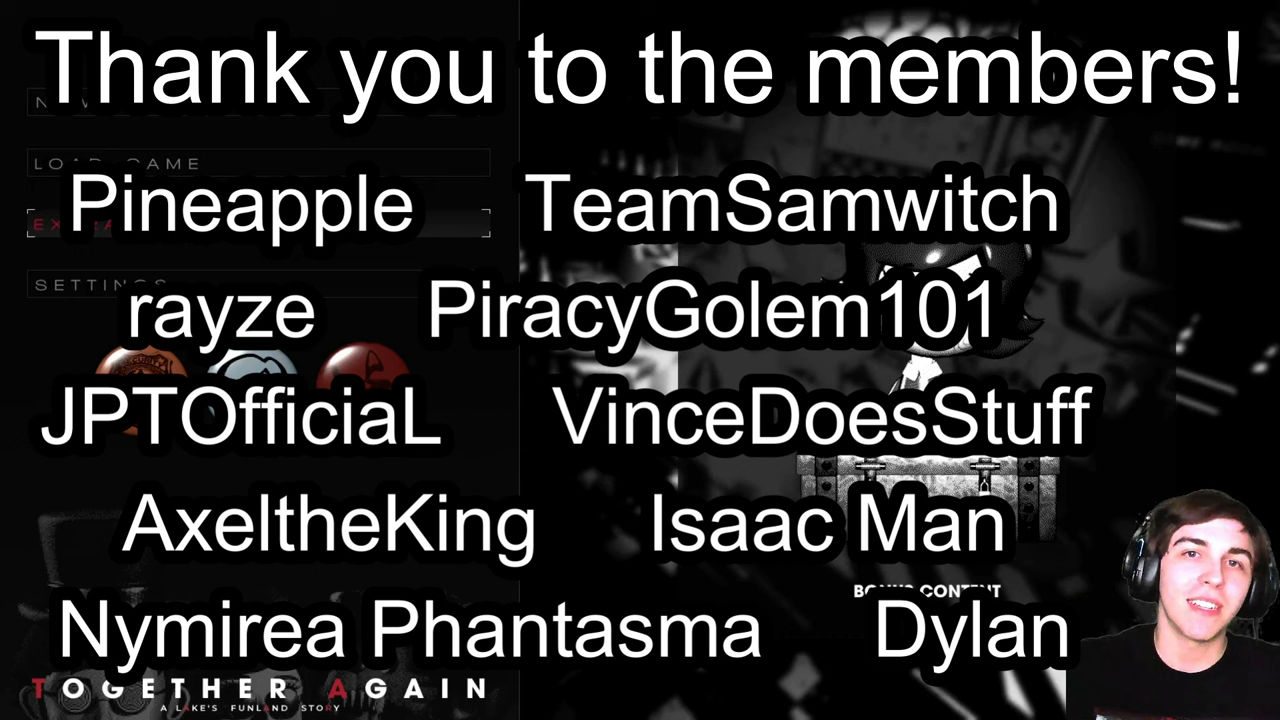 Thank you to the members!
LOAD GAME
Pineapple TeamSamwitch
SETTINGS
rayze PiracyGolem101
JPTOfficiaL VinceDoesStuff
AxeltheKing Isaac Man
BONUS CONTENT
Nymirea Phantasma Dylan
TOGETHER AGAIN
A LAKE'S FUNLAND STORY